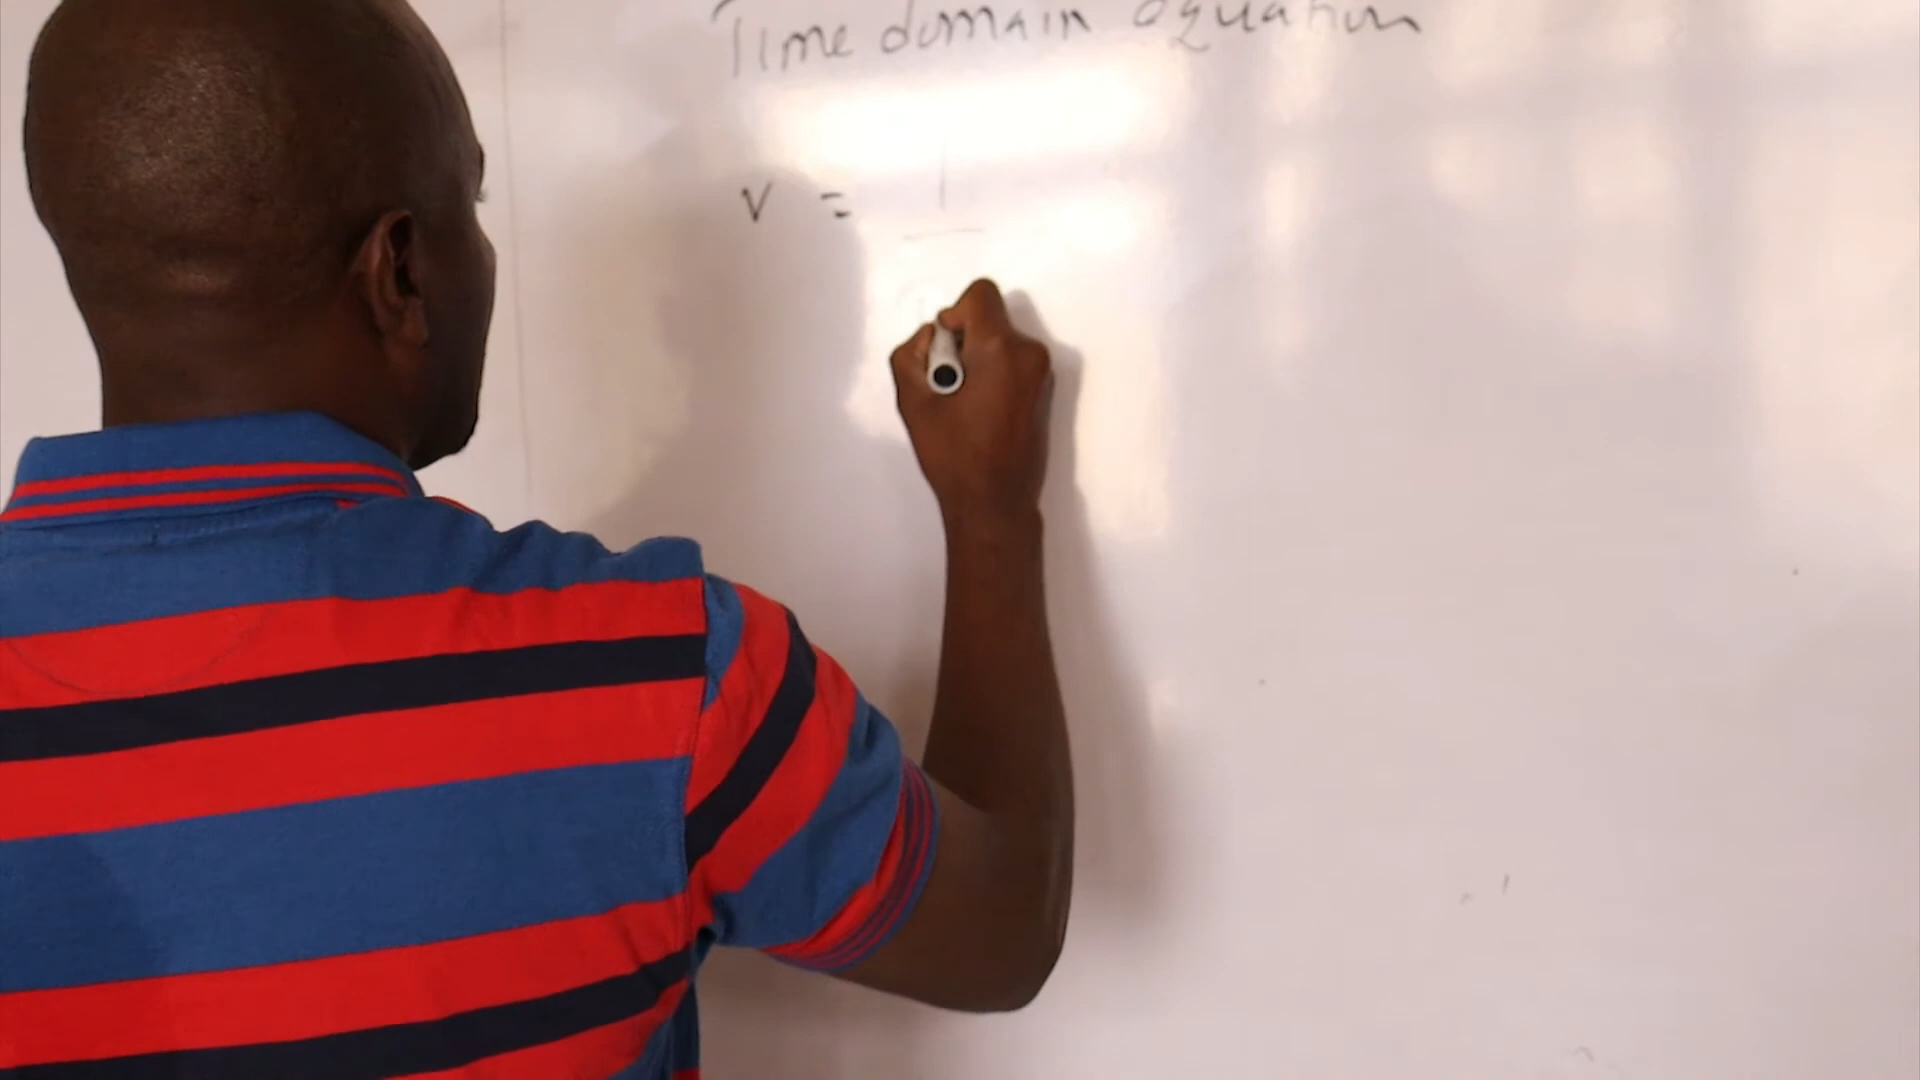 Time domain equation
v = 1